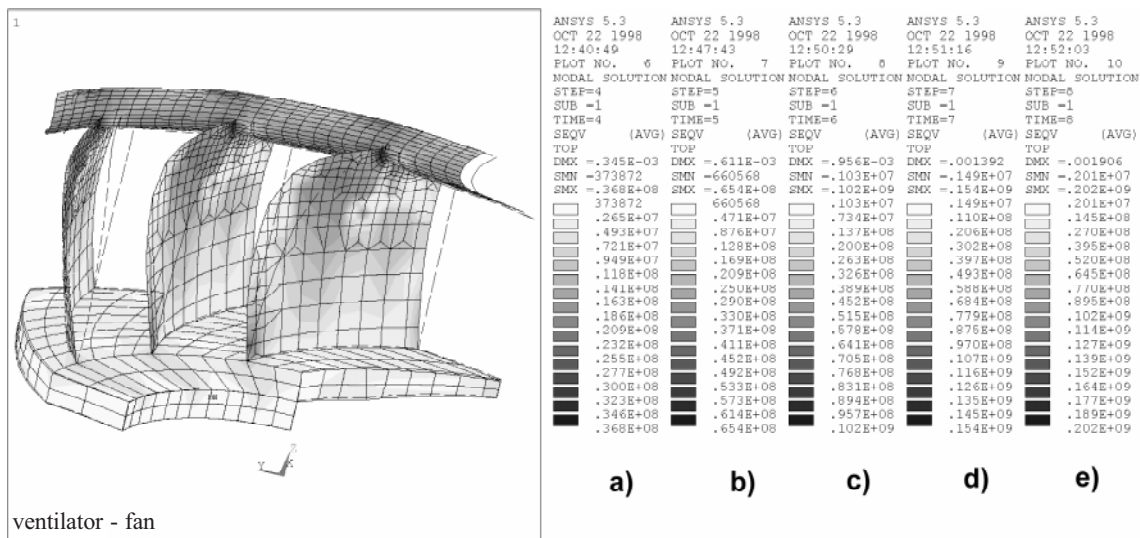 1
Z
Y
X
ventilator - fan
ANSYS 5.3
OCT 22 1998
12:40:49
PLOT NO. 6
NODAL SOLUTION
STEP=4
SUB =1
TIME=4
SEQV (AVG)
TOP
DMX =.345E-03
SMN =373872
SMX =.368E+08
373872
.265E+07
.493E+07
.721E+07
.949E+07
.118E+08
.141E+08
.163E+08
.186E+08
.209E+08
.232E+08
.255E+08
.277E+08
.300E+08
.323E+08
.346E+08
.368E+08
a)
ANSYS 5.3
OCT 22 1998
12:47:43
PLOT NO. 7
NODAL SOLUTION
STEP=5
SUB =1
TIME=5
SEQV (AVG)
TOP
DMX =.611E-03
SMN =660568
SMX =.654E+08
660568
.471E+07
.876E+07
.128E+08
.169E+08
.209E+08
.250E+08
.290E+08
.330E+08
.371E+08
.411E+08
.452E+08
.492E+08
.533E+08
.573E+08
.614E+08
.654E+08
b)
ANSYS 5.3
OCT 22 1998
12:50:29
PLOT NO. 8
NODAL SOLUTION
STEP=6
SUB =1
TIME=6
SEQV (AVG)
TOP
DMX =.956E-03
SMN =.103E+07
SMX =.102E+09
.103E+07
.734E+07
.137E+08
.200E+08
.263E+08
.326E+08
.389E+08
.452E+08
.515E+08
.578E+08
.641E+08
.705E+08
.768E+08
.831E+08
.894E+08
.957E+08
.102E+09
c)
ANSYS 5.3
OCT 22 1998
12:51:16
PLOT NO. 9
NODAL SOLUTION
STEP=7
SUB =1
TIME=7
SEQV (AVG)
TOP
DMX =.001392
SMN =.149E+07
SMX =.154E+09
.149E+07
.110E+08
.206E+08
.302E+08
.397E+08
.493E+08
.588E+08
.684E+08
.779E+08
.875E+08
.970E+08
.107E+09
.116E+09
.126E+09
.135E+09
.145E+09
.154E+09
d)
ANSYS 5.3
OCT 22 1998
12:52:03
PLOT NO. 10
NODAL SOLUTION
STEP=8
SUB =1
TIME=8
SEQV (AVG)
TOP
DMX =.001906
SMN =.201E+07
SMX =.202E+09
.201E+07
.145E+08
.270E+08
.395E+08
.520E+08
.645E+08
.770E+08
.895E+08
.102E+09
.114E+09
.127E+09
.139E+09
.152E+09
.164E+09
.177E+09
.189E+09
.202E+09
e)